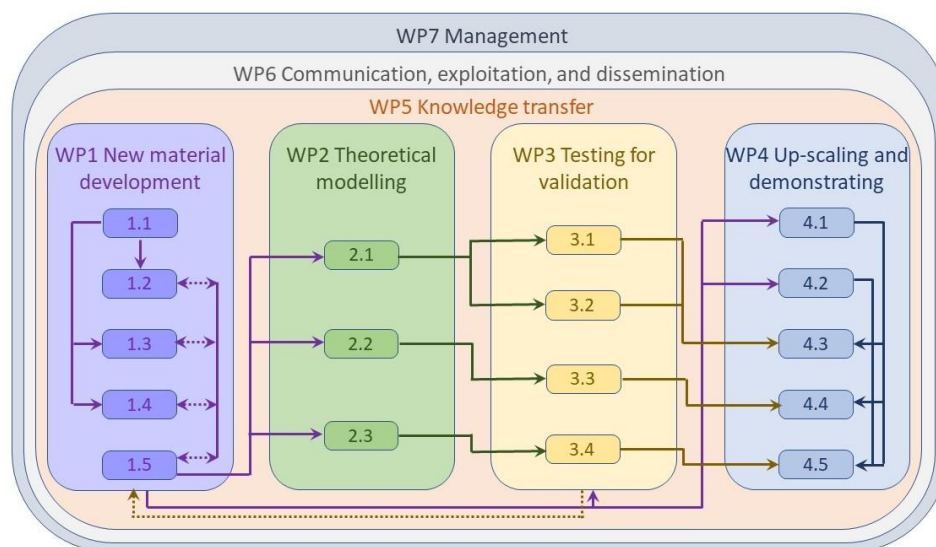 WP7 Management
WP6 Communication, exploitation, and dissemination
WP5 Knowledge transfer
WP1 New material
development
1.1
1.2
1.3
1.4
1.5
WP2 Theoretical
modelling
2.1
2.2
2.3
WP3 Testing for
validation
3.1
3.2
3.3
3.4
WP4 Up-scaling and
demonstrating
4.1
4.2
4.3
4.4
4.5